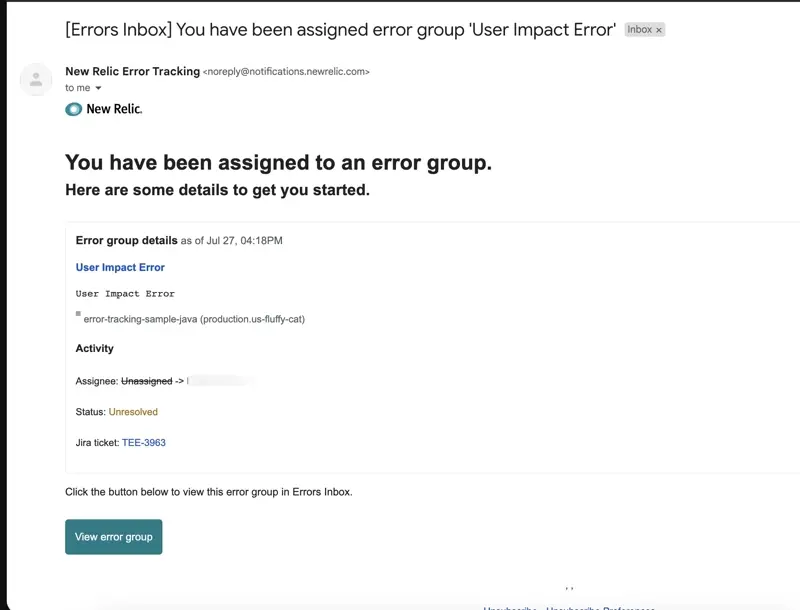 [Errors Inbox] You have been assigned error group 'User Impact Error' Inbox ×
New Relic Error Tracking <noreply@notifications.newrelic.com>
to me
New Relic.
You have been assigned to an error group.
Here are some details to get you started.
Error group details as of Jul 27, 04:18PM
User Impact Error
User Impact Error
error-tracking-sample-java (production.us-fluffy-cat)
Activity
Assignee: Unassigned ->
Status: Unresolved
Jira ticket: TEE-3963
Click the button below to view this error group in Errors Inbox.
View error group
Unsubscribe Unsubscribe Preferences